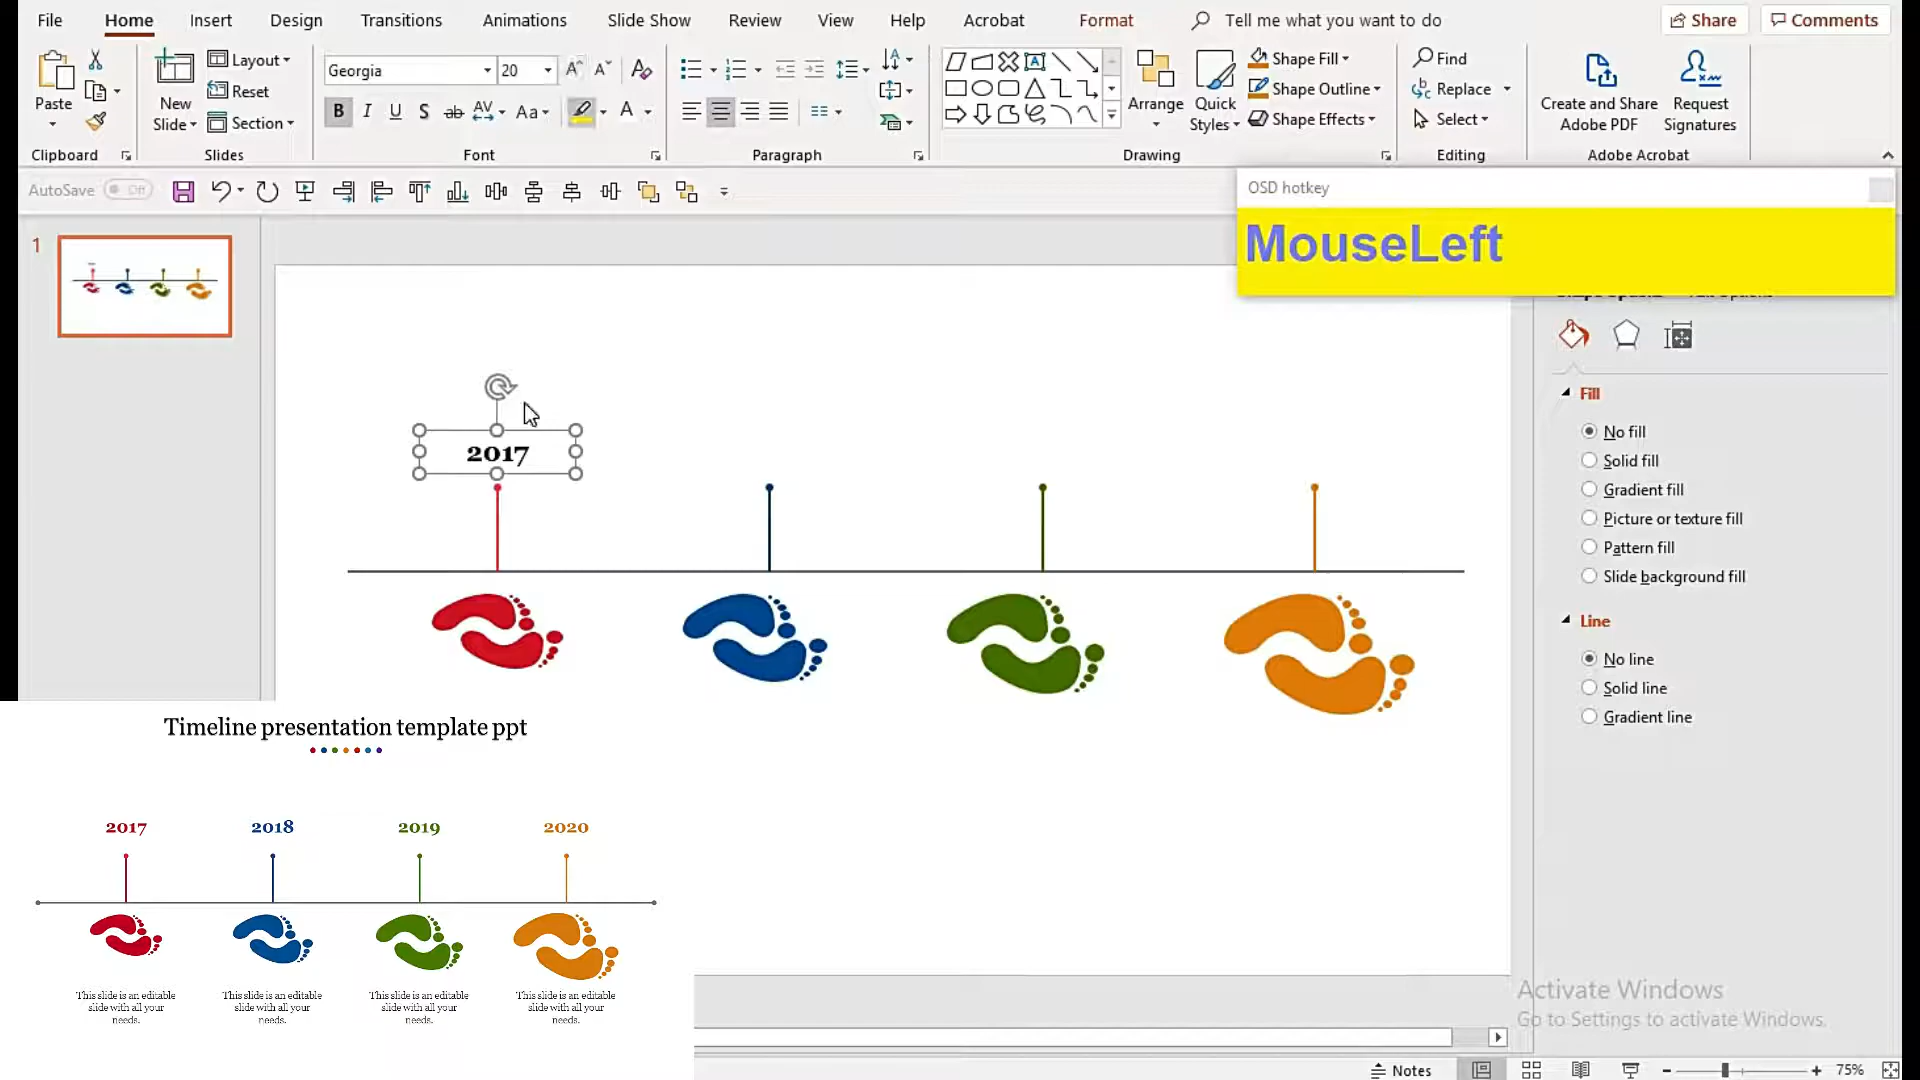 File Home Insert Design Transitions Animations Slide Show Review View Help Acrobat Format Tell me what you want to do Share Comments
Paste
New Slide
Layout
Reset
Section
Georgia 20
B I U S ab AV Aa A
Arrange
Quick Styles
Shape Fill
Shape Outline
Shape Effects
Find
Replace
Select
Create and Share Adobe PDF
Request Signatures
Clipboard Slides Font Paragraph Drawing Editing Adobe Acrobat
AutoSave Off
OSD hotkey
MouseLeft
1
2017
Fill
No fill
Solid fill
Gradient fill
Picture or texture fill
Pattern fill
Slide background fill
Line
No line
Solid line
Gradient line
Timeline presentation template ppt
2017 2018 2019 2020
This slide is an editable slide with all your needs.
This slide is an editable slide with all your needs.
This slide is an editable slide with all your needs.
This slide is an editable slide with all your needs.
Activate Windows
Go to Settings to activate Windows.
Notes 75%